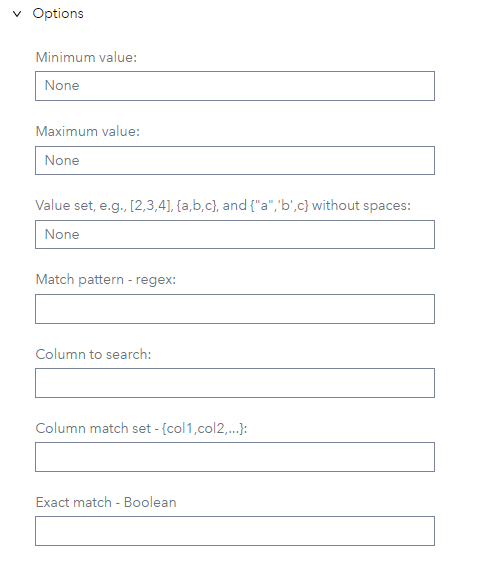 Options
Minimum value:
None
Maximum value:
None
Value set, e.g., [2,3,4], {a,b,c}, and {"a",'b',c} without spaces:
None
Match pattern - regex:
Column to search:
Column match set - {col1,col2,...}:
Exact match - Boolean